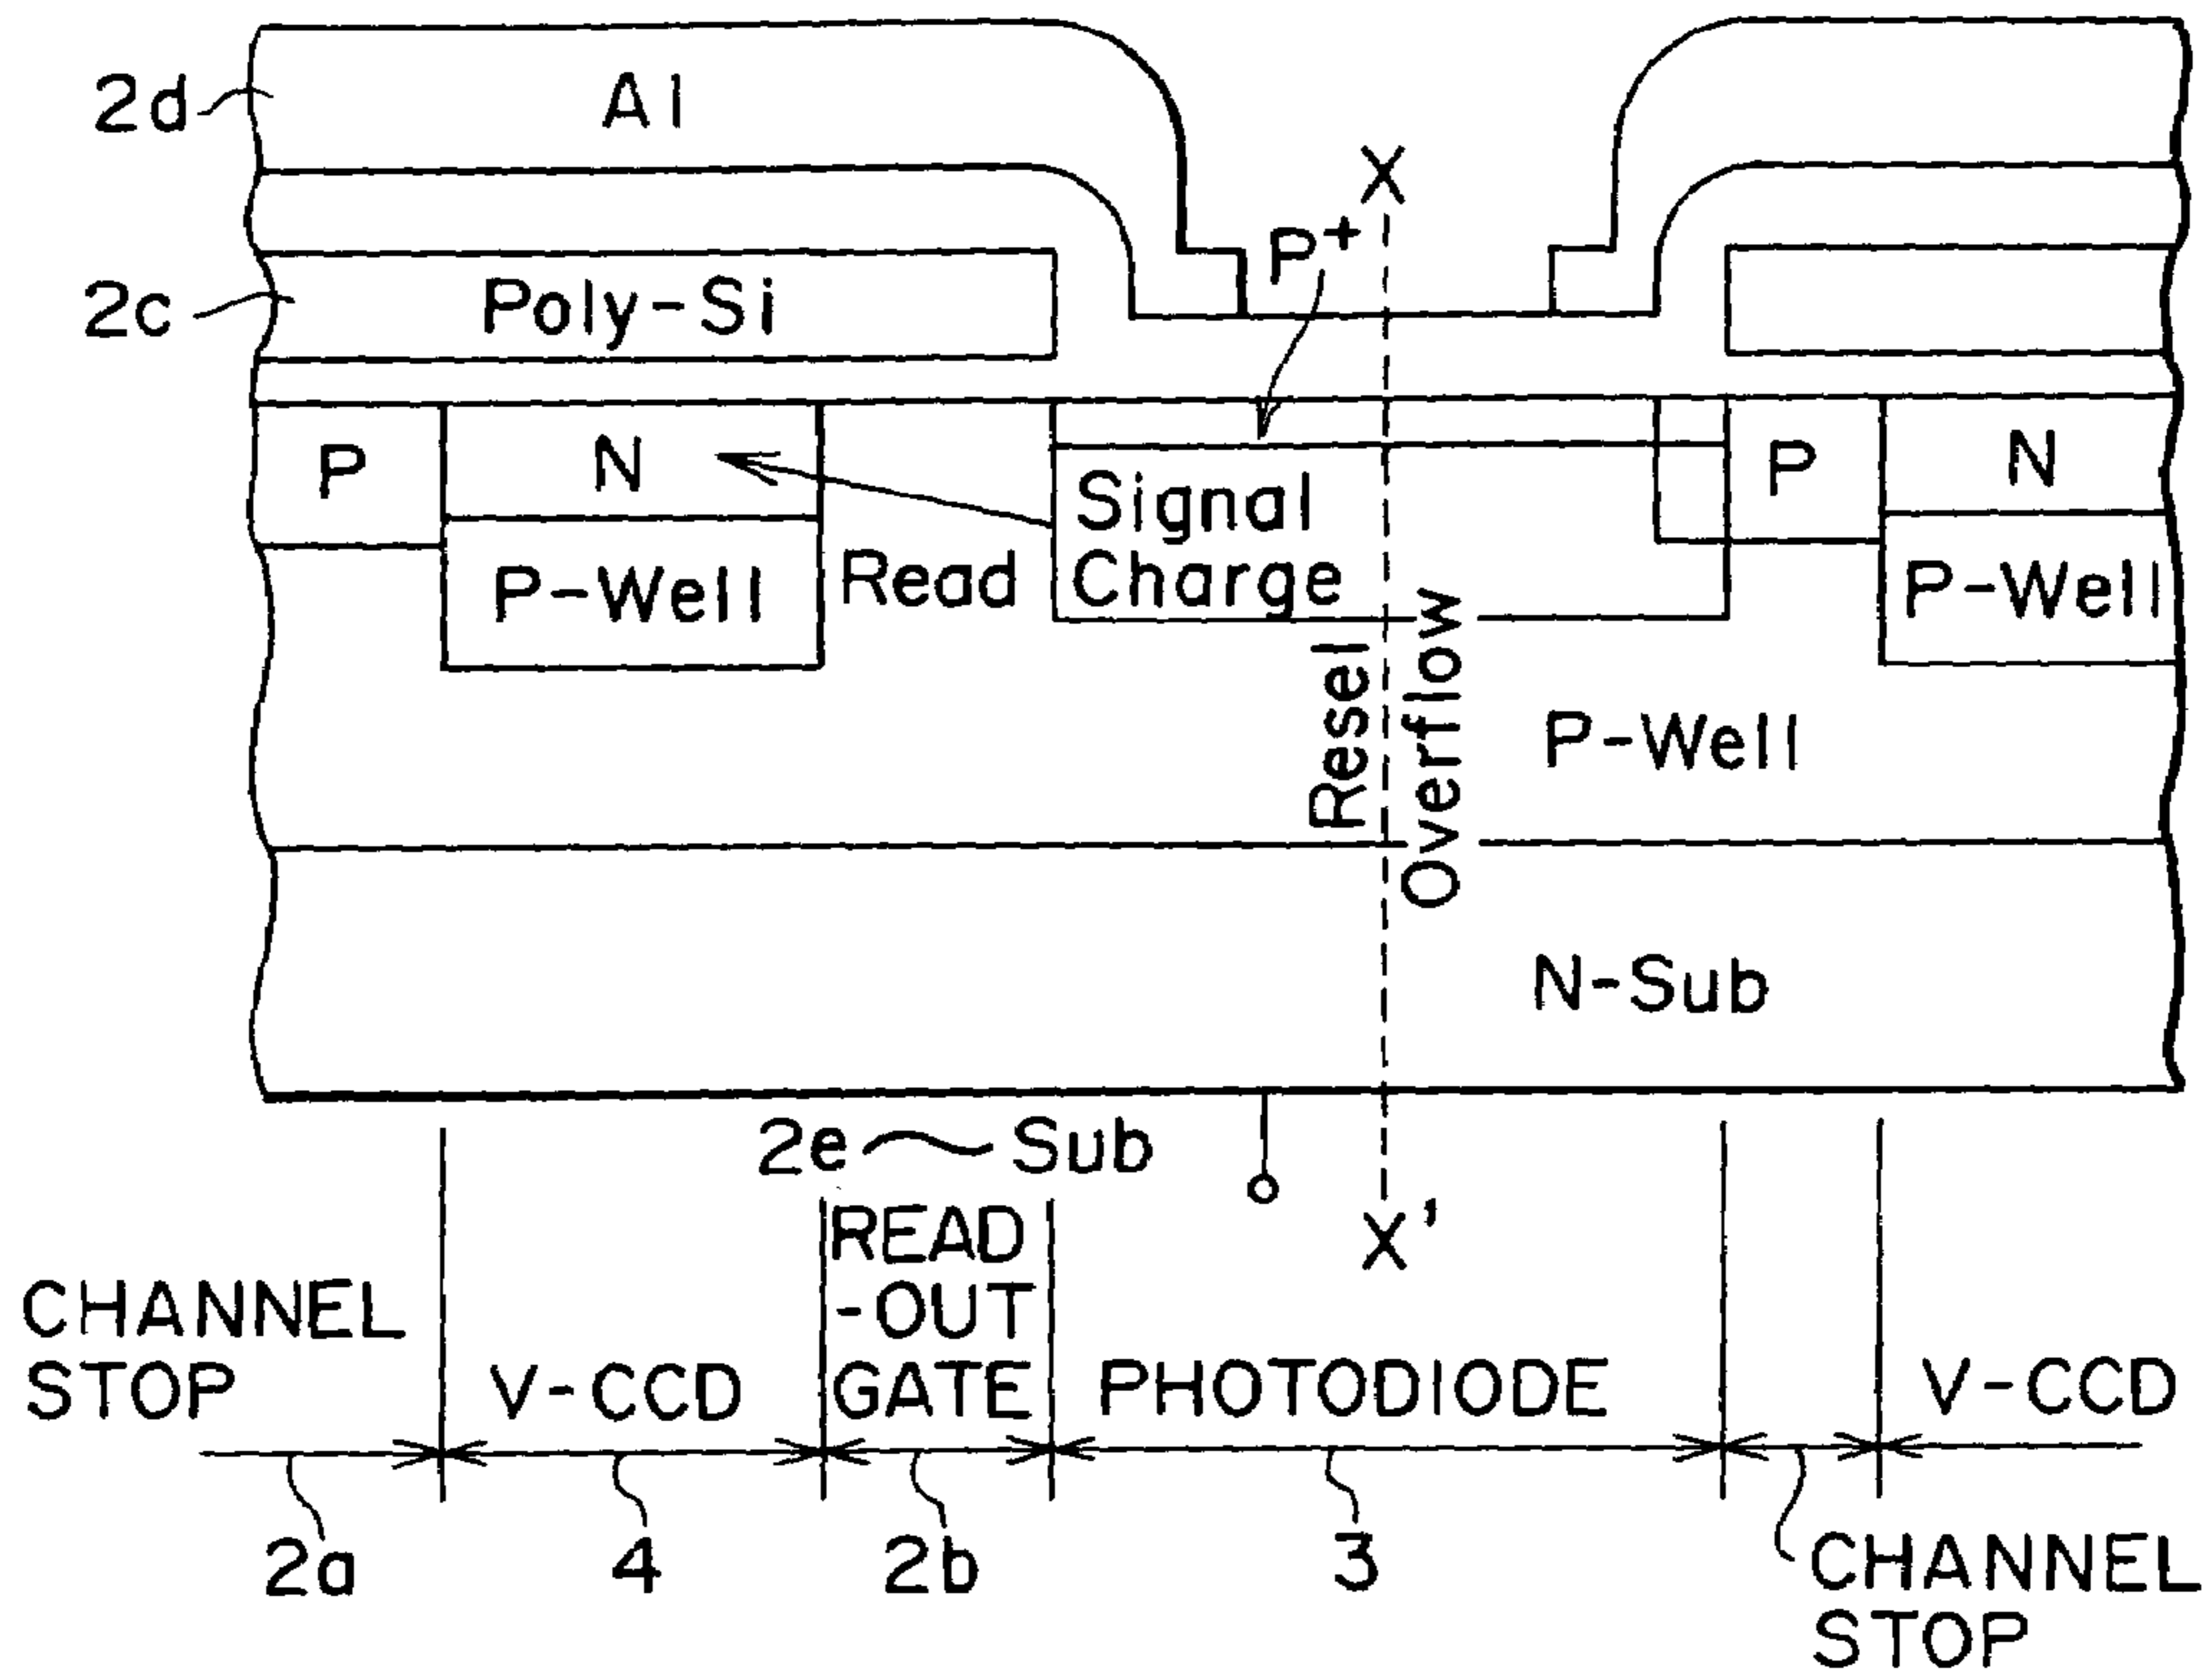 2d
Al
X
P+
2c
Poly-Si
P
N
Signal
Charge
P
N
P-Well
Read
P-Well
Resel
Overflow
P-Well
N-Sub
2e
Sub
X'
CHANNEL
STOP
V-CCD
READ
-OUT
GATE
PHOTODIODE
V-CCD
2a
4
2b
3
CHANNEL
STOP